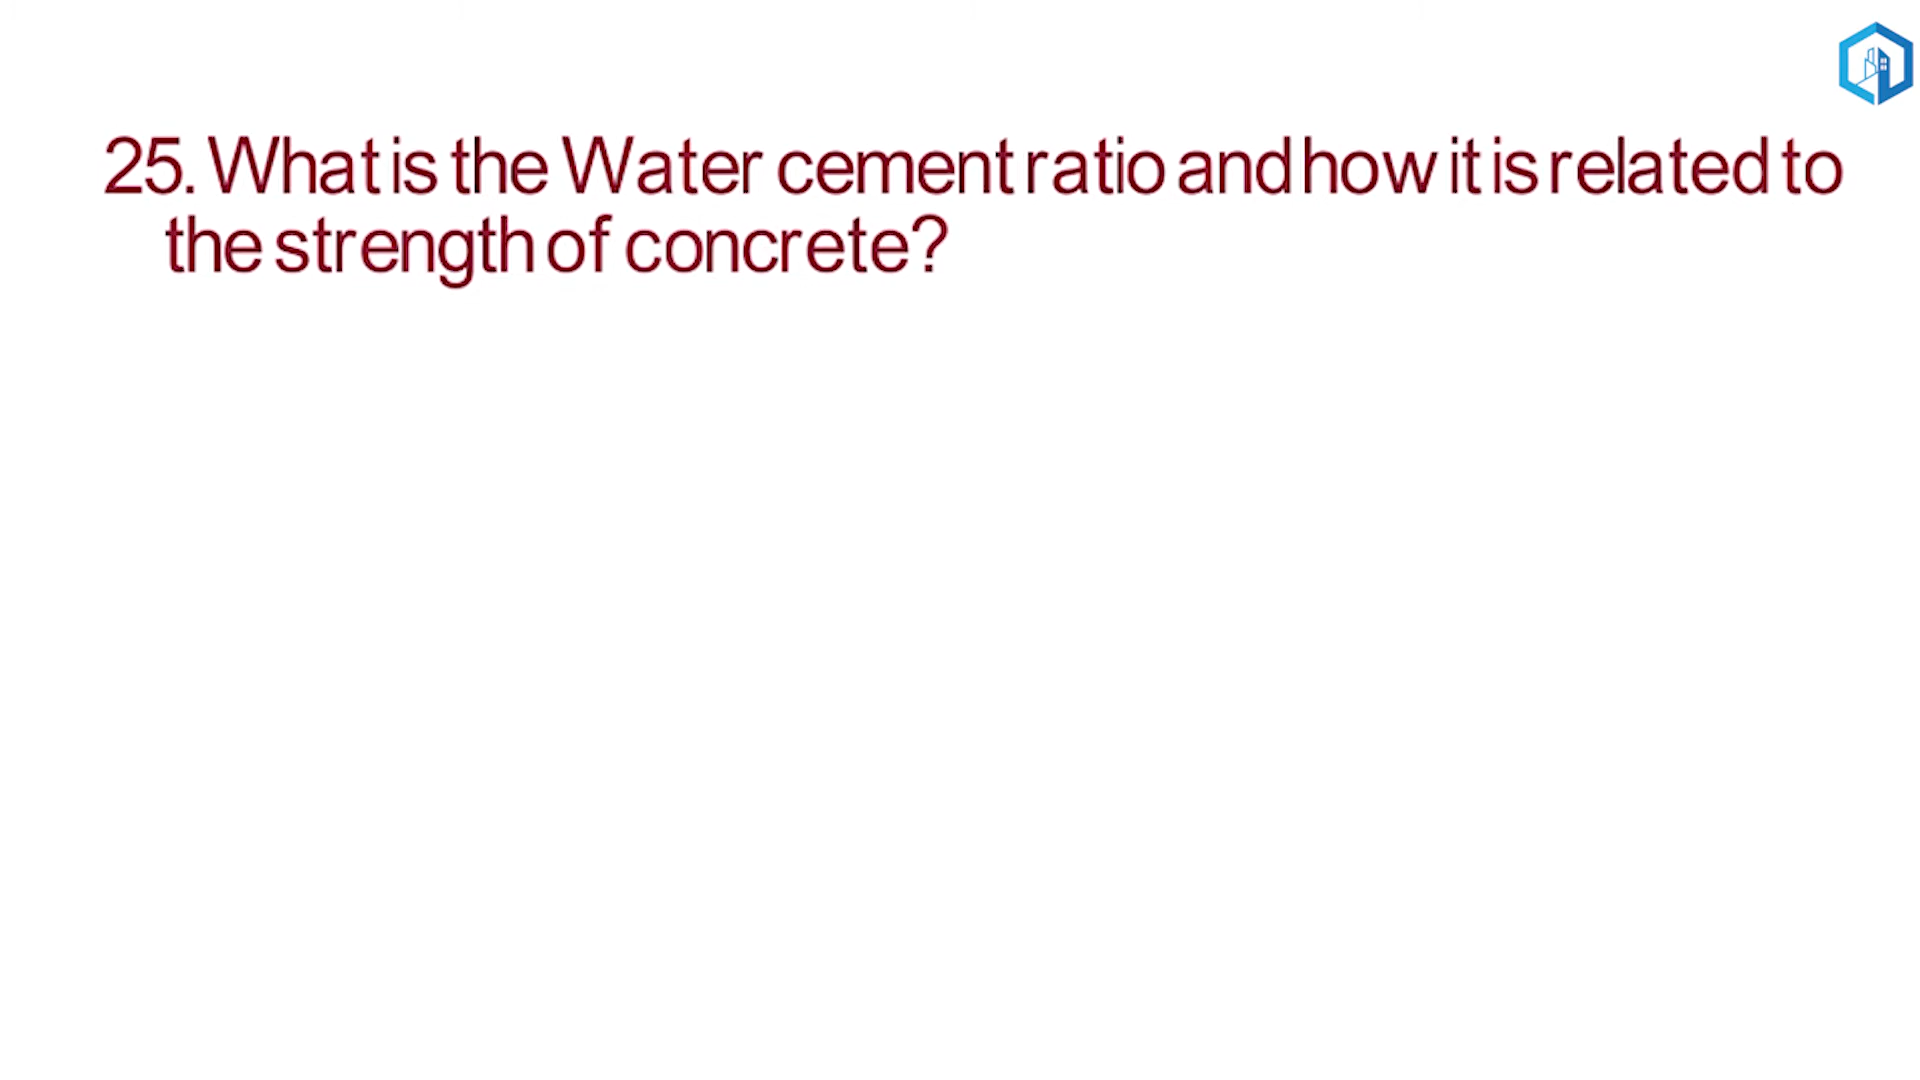 25. What is the Water cement ratio and how it is related to
the strength of concrete?